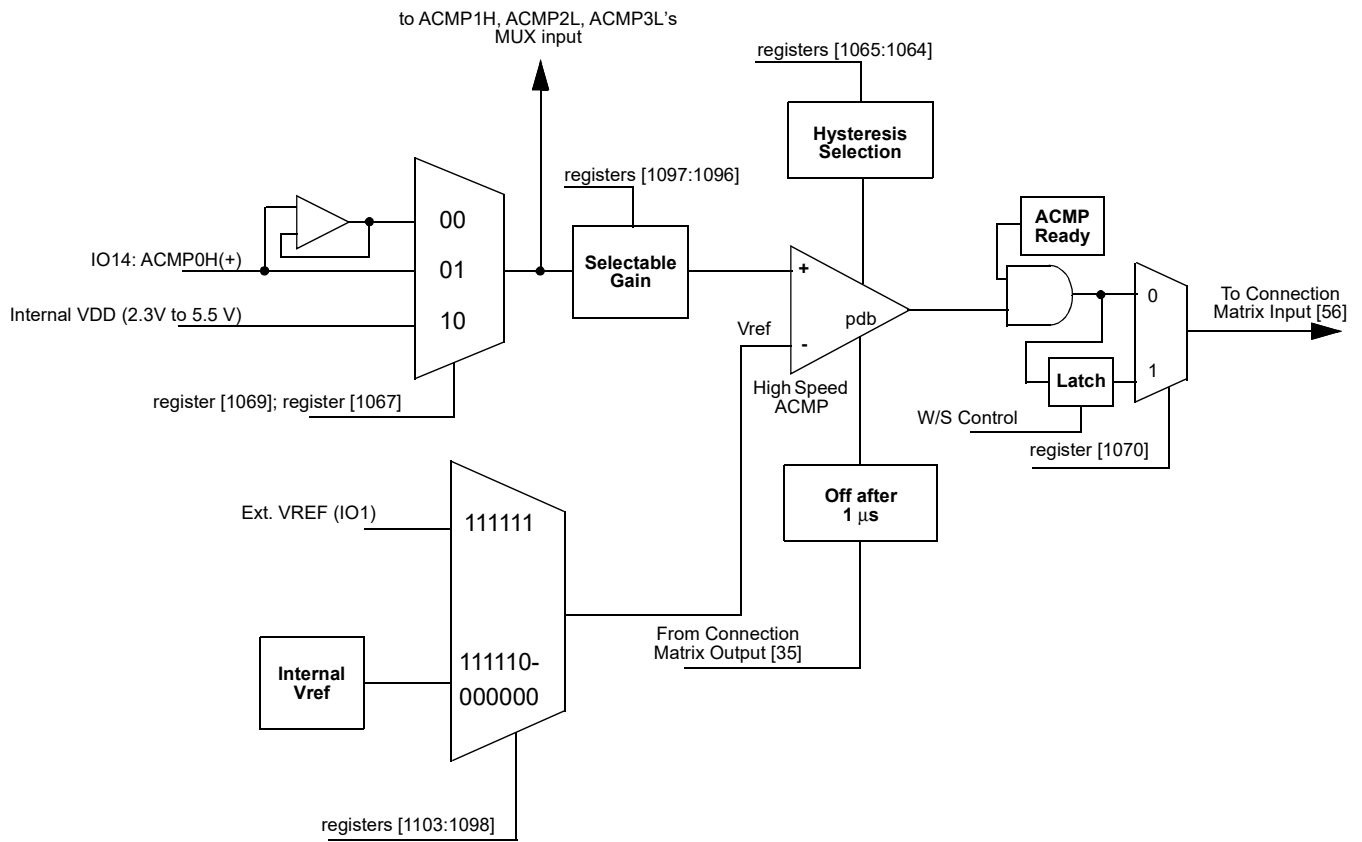 to ACMP1H, ACMP2L, ACMP3L's
MUX input
registers [1065:1064]
Hysteresis
Selection
registers [1097:1096]
ACMP
Ready
00
IO14: ACMP0H(+)
01
Selectable
Gain
+
Internal VDD (2.3V to 5.5 V)
10
pdb
Vref
-
0
To Connection
Matrix Input [56]
1
Latch
High Speed
ACMP
register [1069]; register [1067]
W/S Control
register [1070]
Off after
1 μs
Ext. VREF (IO1)
111111
From Connection
Matrix Output [35]
Internal
Vref
111110-
000000
registers [1103:1098]